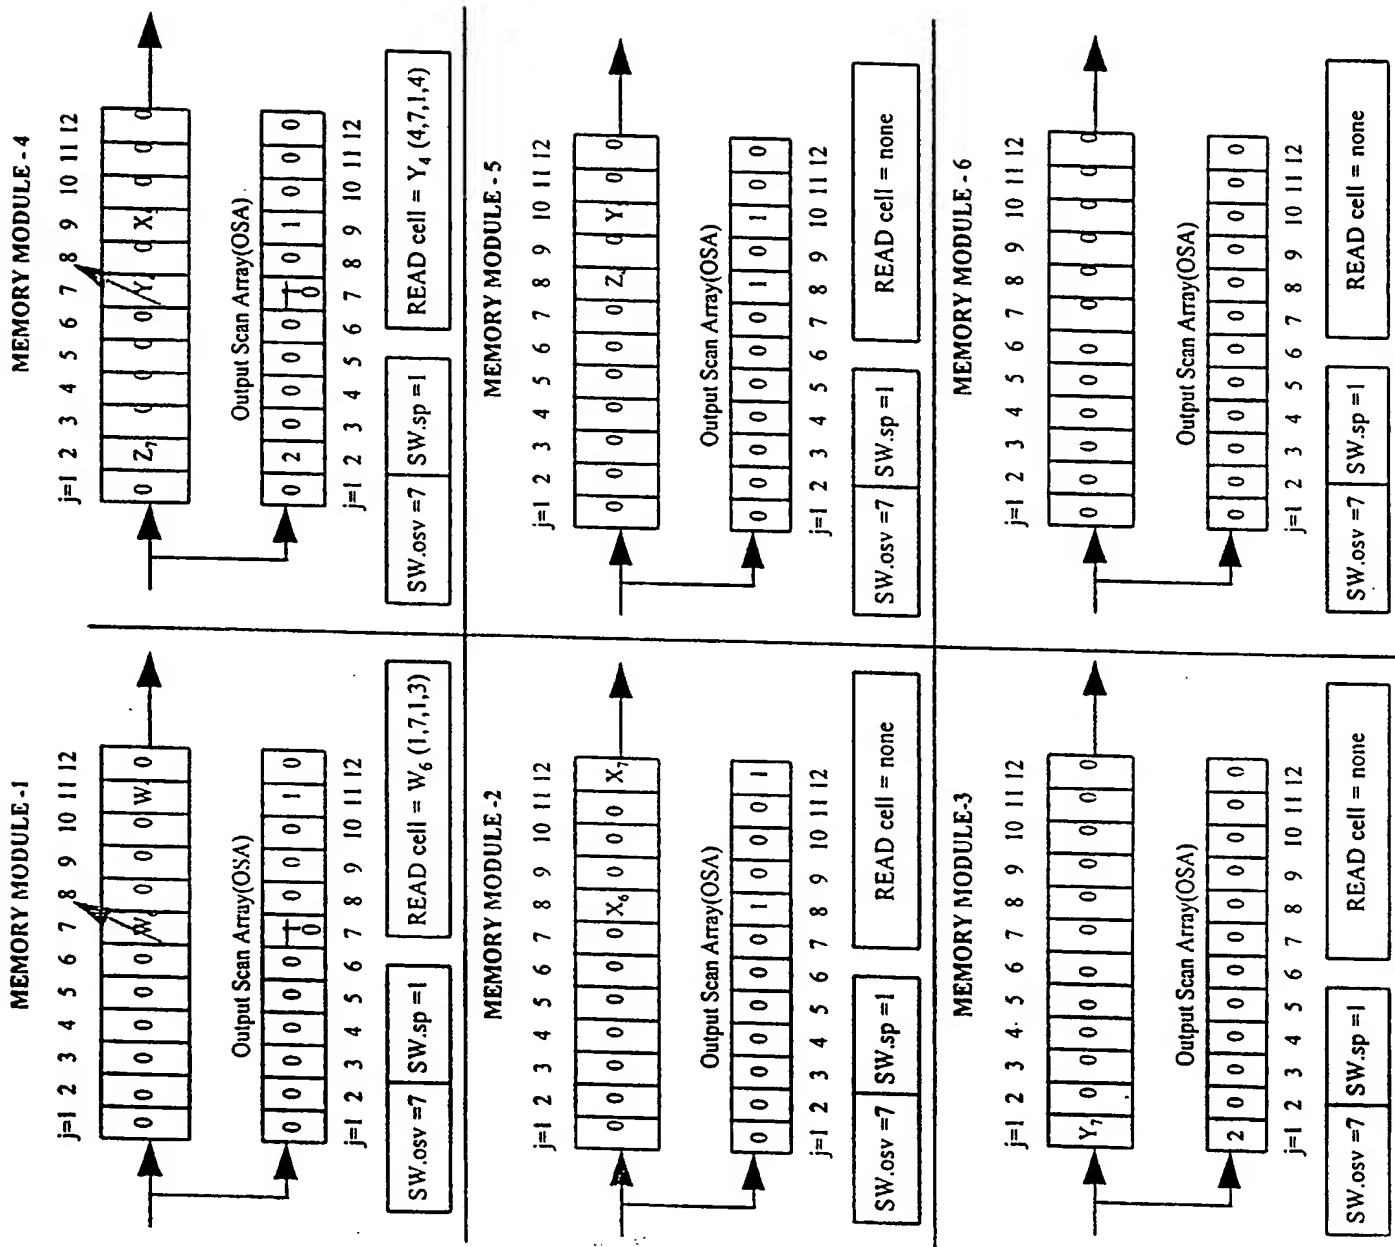 MEMORY MODULE -1
j=1 2 3 4 5 6 7 8 9 10 11 12
0 0 0 0 0 0 W6 0 0 0 W 0
Output Scan Array(OSA)
0 0 0 0 0 0 1 0 0 0 0 1 0
j=1 2 3 4 5 6 7 8 9 10 11 12
SW.osv =7 SW.sp =1 READ cell = W6 (1,7,1,3)
MEMORY MODULE - 4
j=1 2 3 4 5 6 7 8 9 10 11 12
0 Z7 0 0 0 0 Y 0 X 0 0 0
Output Scan Array(OSA)
0 2 0 0 0 0 1 0 0 1 0 0 0
j=1 2 3 4 5 6 7 8 9 10 11 12
SW.osv =7 SW.sp =1 READ cell = Y4 (4,7,1,4)
MEMORY MODULE -2
j=1 2 3 4 5 6 7 8 9 10 11 12
0 0 0 0 0 0 0 X6 0 0 0 X7
Output Scan Array(OSA)
0 0 0 0 0 0 0 1 0 0 0 1
j=1 2 3 4 5 6 7 8 9 10 11 12
SW.osv =7 SW.sp =1 READ cell = none
MEMORY MODULE - 5
j=1 2 3 4 5 6 7 8 9 10 11 12
0 0 0 0 0 0 0 Z 0 Y 0 0
Output Scan Array(OSA)
0 0 0 0 0 0 0 1 0 1 0 0
j=1 2 3 4 5 6 7 8 9 10 11 12
SW.osv =7 SW.sp =1 READ cell = none
MEMORY MODULE-3
j=1 2 3 4 5 6 7 8 9 10 11 12
Y7 0 0 0 0 0 0 0 0 0 0 0
Output Scan Array(OSA)
2 0 0 0 0 0 0 0 0 0 0 0
j=1 2 3 4 5 6 7 8 9 10 11 12
SW.osv =7 SW.sp =1 READ cell = none
MEMORY MODULE - 6
j=1 2 3 4 5 6 7 8 9 10 11 12
0 0 0 0 0 0 0 0 0 0 0 0
Output Scan Array(OSA)
0 0 0 0 0 0 0 0 0 0 0 0
j=1 2 3 4 5 6 7 8 9 10 11 12
SW.osv =7 SW.sp =1 READ cell = none